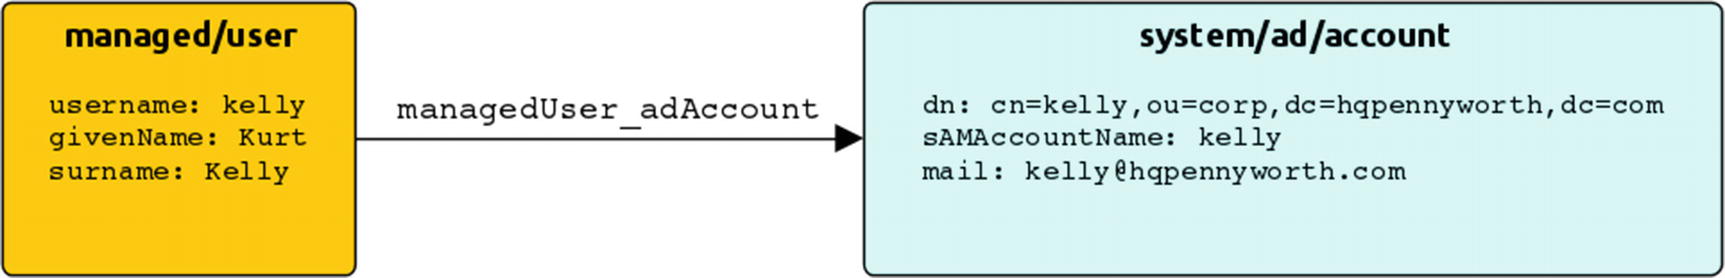 managed/user
username: kelly
givenName: Kurt
surname: Kelly
managedUser_adAccount
system/ad/account
dn: cn=kelly,ou=corp,dc=hqpennyworth,dc=com
sAMAccountName: kelly
mail: kelly@hqpennyworth.com